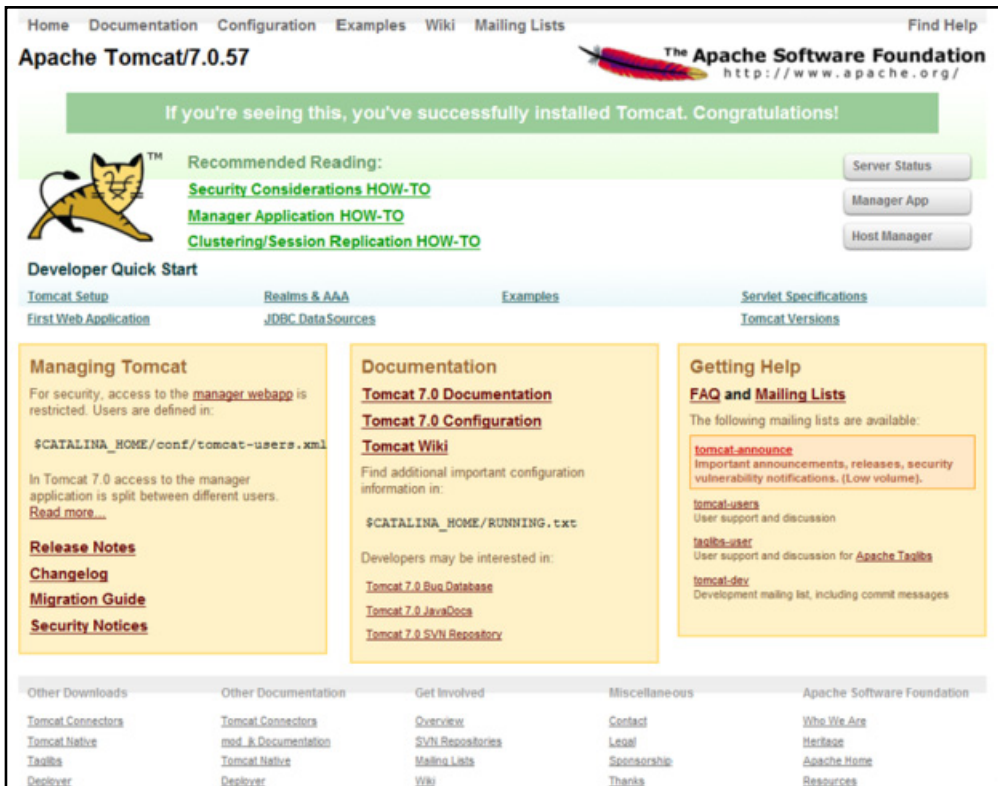 Home Documentation Configuration Examples Wiki Mailing Lists Find Help
Apache Tomcat/7.0.57
The Apache Software Foundation
http://www.apache.org/
If you're seeing this, you've successfully installed Tomcat. Congratulations!
TM
Recommended Reading:
Security Considerations HOW-TO
Manager Application HOW-TO
Clustering/Session Replication HOW-TO
Server Status
Manager App
Host Manager
Developer Quick Start
Tomcat Setup
First Web Application
Realms & AAA
JDBC DataSources
Examples
Servlet Specifications
Tomcat Versions
Managing Tomcat
For security, access to the manager webapp is
restricted. Users are defined in:
$CATALINA_HOME/conf/tomcat-users.xml
In Tomcat 7.0 access to the manager
application is split between different users.
Read more...
Release Notes
Changelog
Migration Guide
Security Notices
Documentation
Tomcat 7.0 Documentation
Tomcat 7.0 Configuration
Tomcat Wiki
Find additional important configuration
information in:
$CATALINA_HOME/RUNNING.txt
Developers may be interested in:
Tomcat 7.0 Bug Database
Tomcat 7.0 JavaDocs
Tomcat 7.0 SVN Repository
Getting Help
FAQ and Mailing Lists
The following mailing lists are available:
tomcat-announce
Important announcements, releases, security
vulnerability notifications. (Low volume).
tomcat-users
User support and discussion
taglibs-user
User support and discussion for Apache Taglibs
tomcat-dev
Development mailing list, including commit messages
Other Downloads
Tomcat Connectors
Tomcat Native
Taglibs
Deployer
Other Documentation
Tomcat Connectors
mod_jk Documentation
Tomcat Native
Deployer
Get Involved
Overview
SVN Repositories
Mailing Lists
Wiki
Miscellaneous
Contact
Legal
Sponsorship
Thanks
Apache Software Foundation
Who We Are
Heritage
Apache Home
Resources